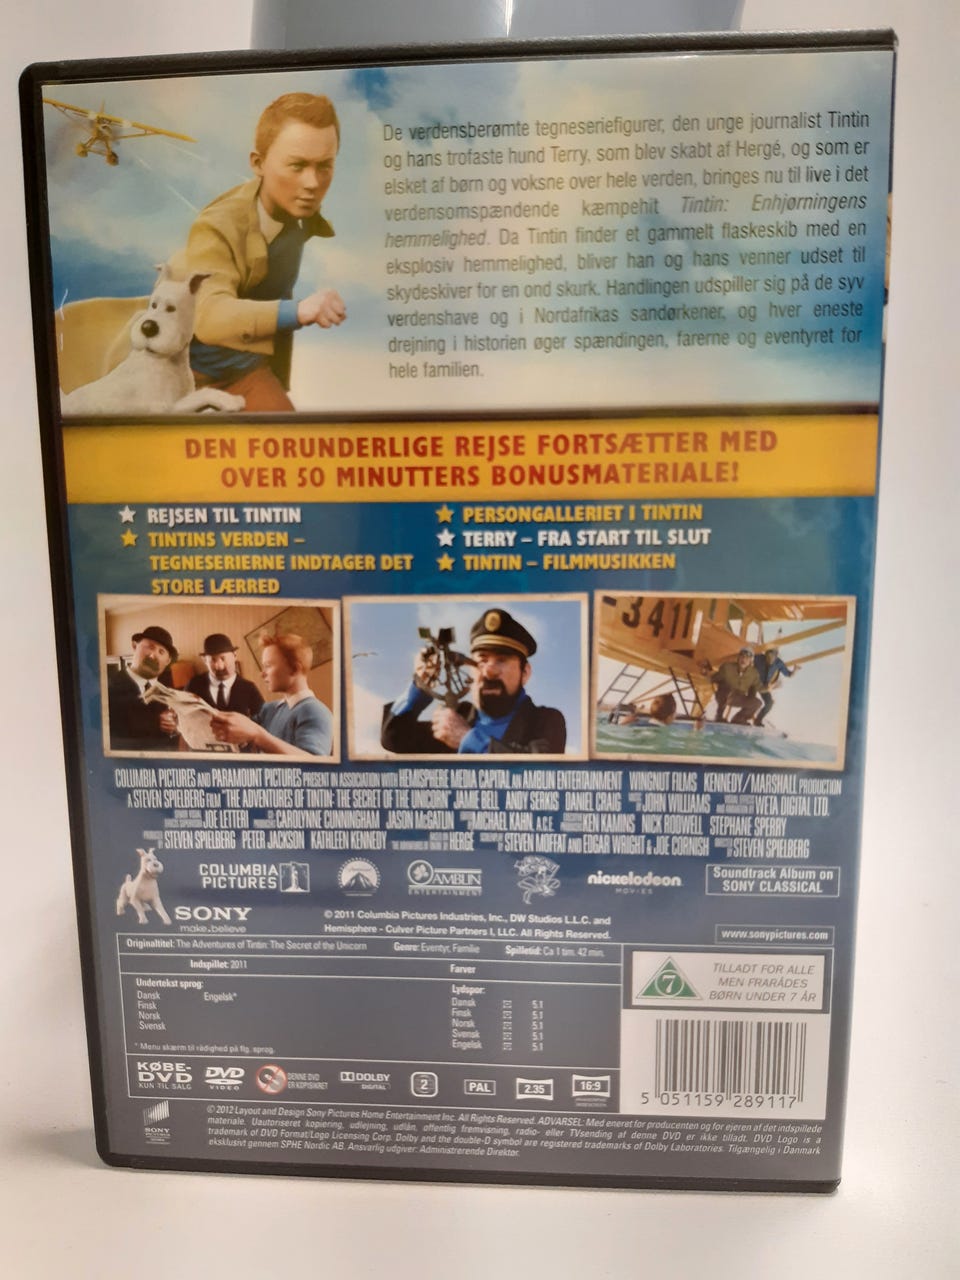 De verdensberømte tegneseriefigurer, den unge journalist Tintin
og hans trofaste hund Terry, som blev skabt af Hergé, og som er
elsket af børn og voksne over hele verden, bringes nu til live i det
verdensomspændende kæmpehit Tintin: Enhjørningens
hemmelighed. Da Tintin finder et gammelt flaskeskib med en
eksplosiv hemmelighed, bliver han og hans venner udset til
skydeskiver for en ond skurk. Handlingen udspiller sig på de syv
verdenshave og i Nordafrikas sandørkener, og hver eneste
drejning i historien øger spændingen, farerne og eventyret for
hele familien.
DEN FORUNDERLIGE REJSE FORTSÆTTER MED
OVER 50 MINUTTERS BONUSMATERIALE!
REJSEN TIL TINTIN
TINTINS VERDEN –
TEGNESERIERNE INDTAGER DET
STORE LÆRRED
PERSONGALLERIET I TINTIN
TERRY – FRA START TIL SLUT
TINTIN – FILMMUSIKKEN
3411
COLUMBIA PICTURES AND PARAMOUNT PICTURES PRESENT IN ASSOCIATION WITH HEMISPHERE MEDIA CAPITAL AN AMBLIN ENTERTAINMENT WINGNUT FILMS KENNEDY/MARSHALL PRODUCTION
A STEVEN SPIELBERG FILM "THE ADVENTURES OF TINTIN: THE SECRET OF THE UNICORN" JAMIE BELL ANDY SERKIS DANIEL CRAIG JOHN WILLIAMS WETA DIGITAL LTD.
JOE LETTERI CAROLYNNE CUNNINGHAM JASON McGATLIN MICHAEL KAHN, A.C.E. KEN KAMINS NICK RODWELL STEPHANE SPERRY
STEVEN SPIELBERG PETER JACKSON KATHLEEN KENNEDY HERGÉ STEVEN MOFFAT AND EDGAR WRIGHT & JOE CORNISH STEVEN SPIELBERG
COLUMBIA
PICTURES
AMBLIN
ENTERTAINMENT
nickelodeon
MOVIES
Soundtrack Album on
SONY CLASSICAL
SONY
make.believe
© 2011 Columbia Pictures Industries, Inc., DW Studios L.L.C. and
Hemisphere – Culver Picture Partners I, LLC. All Rights Reserved.
www.sonypictures.com
Originaltitel: The Adventures of Tintin: The Secret of the Unicorn Genre: Eventyr, Familie Spilletid: Ca 1 tim. 42 min.
Indspillet: 2011 Farver
Undertekst sprog:
Dansk Engelsk*
Finsk
Norsk
Svensk
* Menu skærm til rådighed på flg. sprog.
Lydspor:
Dansk 5.1
Finsk 5.1
Norsk 5.1
Svensk 5.1
Engelsk 5.1
7
TILLADT FOR ALLE
MEN FRARÅDES
BØRN UNDER 7 ÅR
5 051159 289117
KØBE-
DVD
KUN TIL SALG
DVD
VIDEO
DENNE DVD
ER KOPISIKRET
DOLBY
DIGITAL
2
PAL
2.35
16:9
SONY
PICTURES
© 2012 Layout and Design Sony Pictures Home Entertainment Inc. All Rights Reserved. ADVARSEL: Med eneret for producenten og for ejeren af det indspillede
materiale. Uautoriseret kopiering, udlejning, udlån, offentlig fremvisning, radio- eller TVsending af denne DVD er ikke tilladt. DVD Logo is a
trademark of DVD Format/Logo Licensing Corp. Dolby and the double-D symbol are registered trademarks of Dolby Laboratories. Tilgængelig i Danmark
eksklusivt gennem SPHE Nordic AB, Ansvarlig udgiver: Administrerende Direktør.